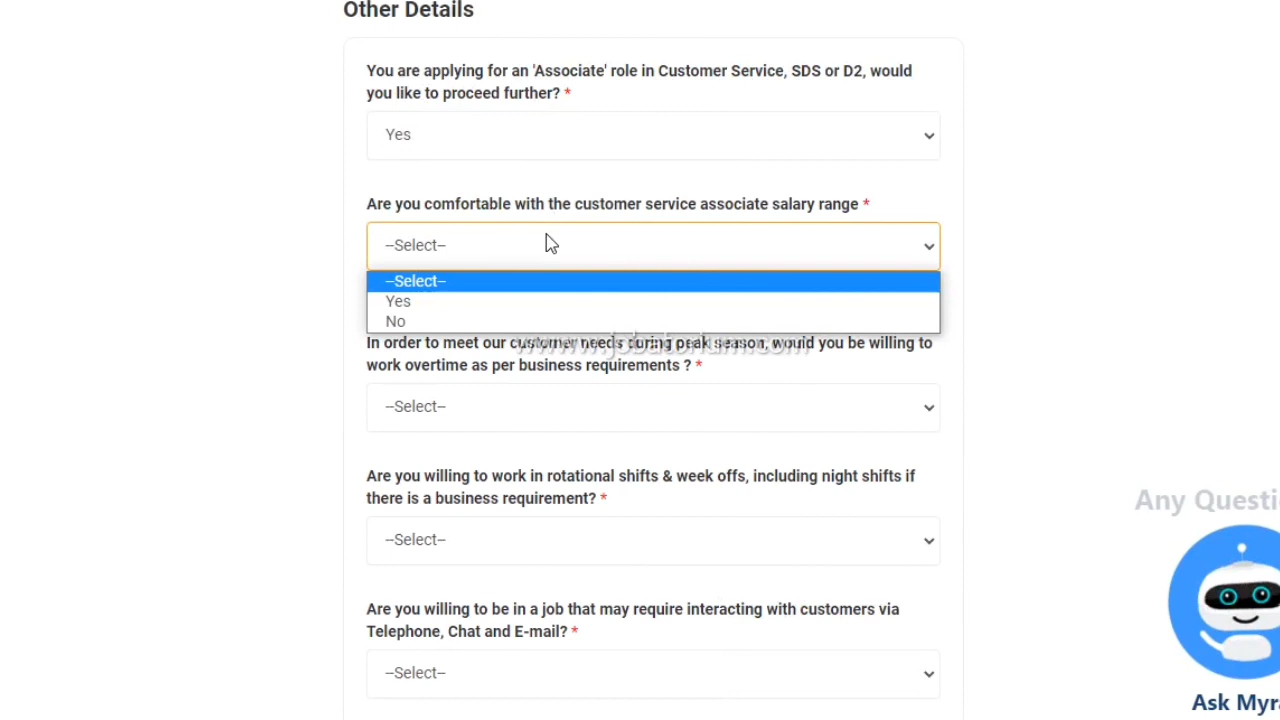 Other Details
You are applying for an 'Associate' role in Customer Service, SDS or D2, would
you like to proceed further? *
Yes
Are you comfortable with the customer service associate salary range *
--Select--
--Select--
Yes
No
www.jobatorium.com
In order to meet our customer needs during peak season, would you be willing to
work overtime as per business requirements ? *
--Select--
Are you willing to work in rotational shifts & week offs, including night shifts if
there is a business requirement? *
--Select--
Are you willing to be in a job that may require interacting with customers via
Telephone, Chat and E-mail? *
--Select--
Any Questi
Ask Myra